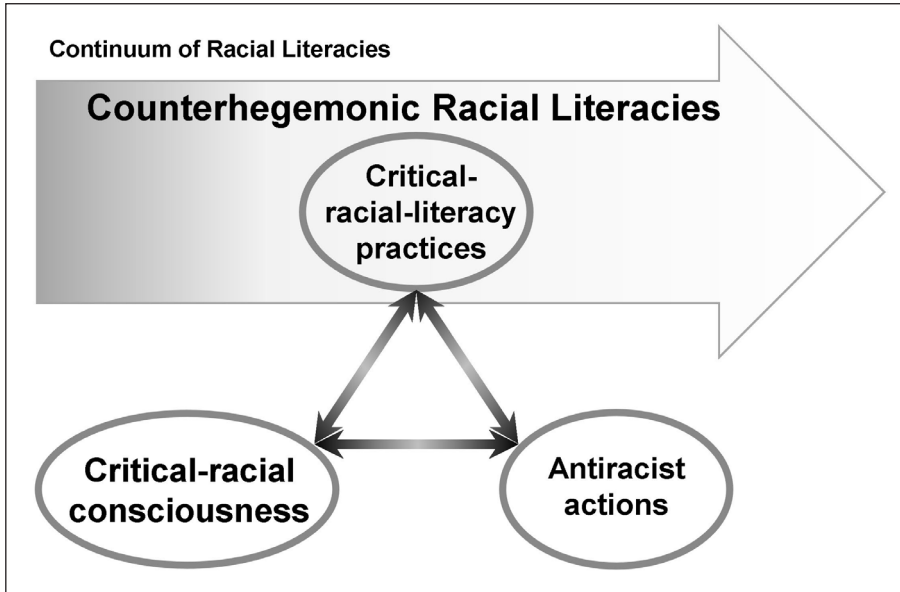 Continuum of Racial Literacies
Counterhegemonic Racial Literacies
Critical-
racial-literacy
practices
Critical-racial
consciousness
Antiracist
actions